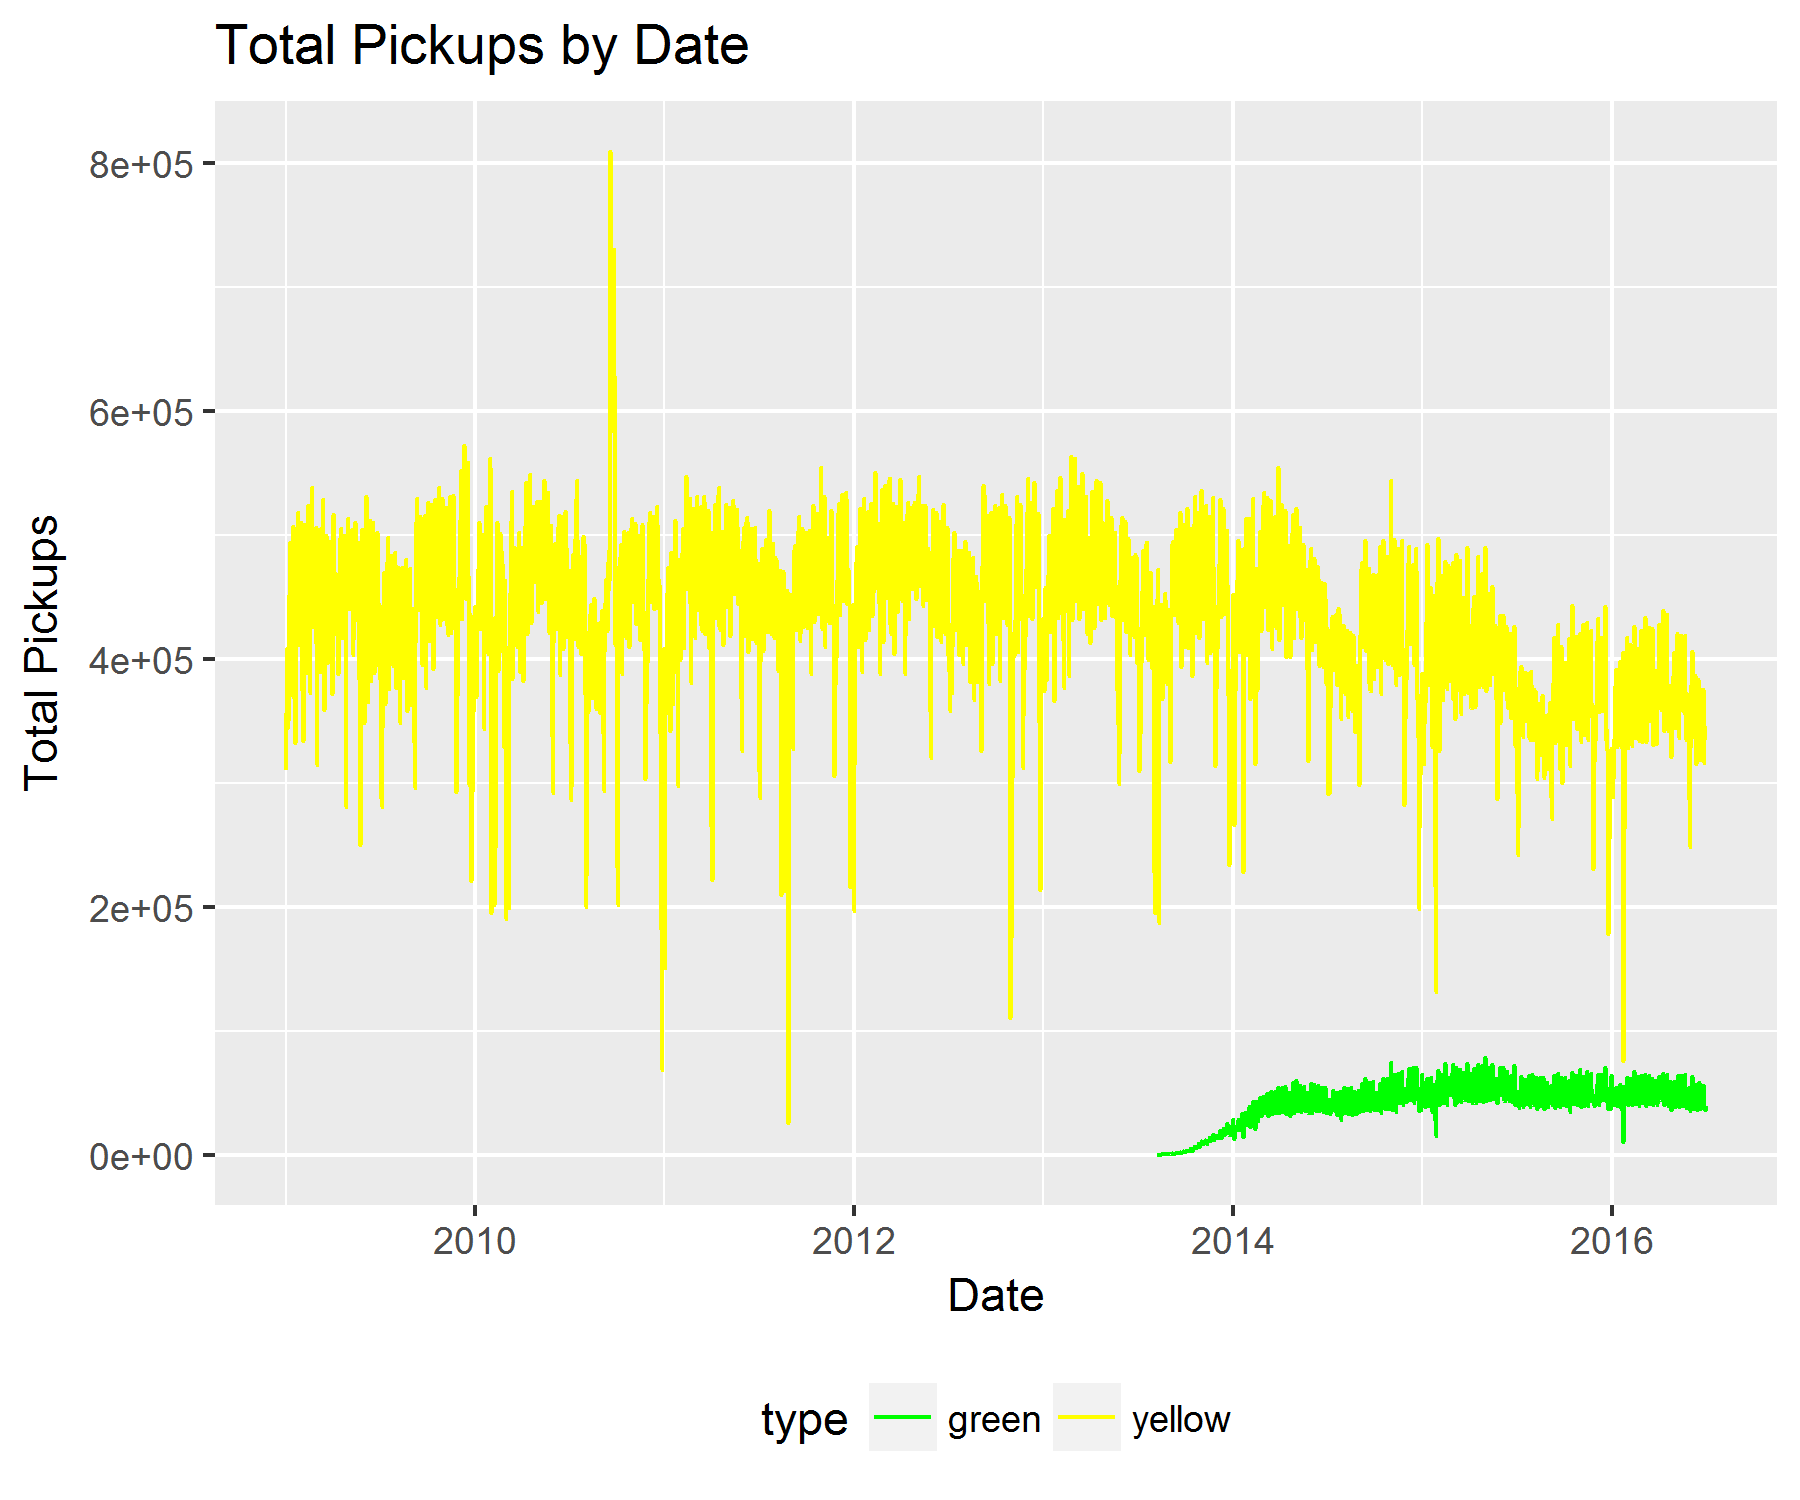 Total Pickups by Date
Total Pickups
8e+05
6e+05
4e+05
2e+05
0e+00
2010 2012 2014 2016
Date
type green yellow